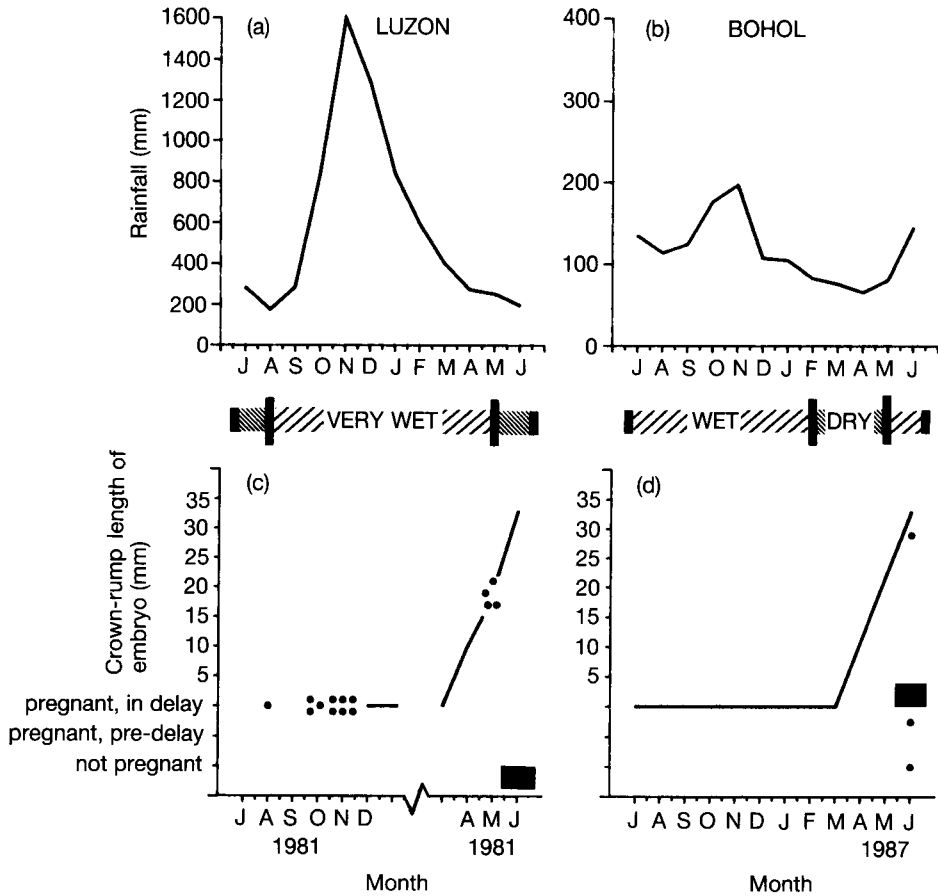 (a) LUZON
1600
1400
1200
1000
800
600
400
200
0
Rainfall (mm)
J A S O N D J F M A M J
(b) BOHOL
400
300
200
100
0
J A S O N D J F M A M J
VERY WET
WET DRY
(c)
35
30
25
20
15
10
5
Crown-rump length of
embryo (mm)
pregnant, in delay
pregnant, pre-delay
not pregnant
J A S O N D A M J
1981 1981
Month
(d)
35
30
25
20
15
10
5
J A S O N D J F M A M J
1987
Month